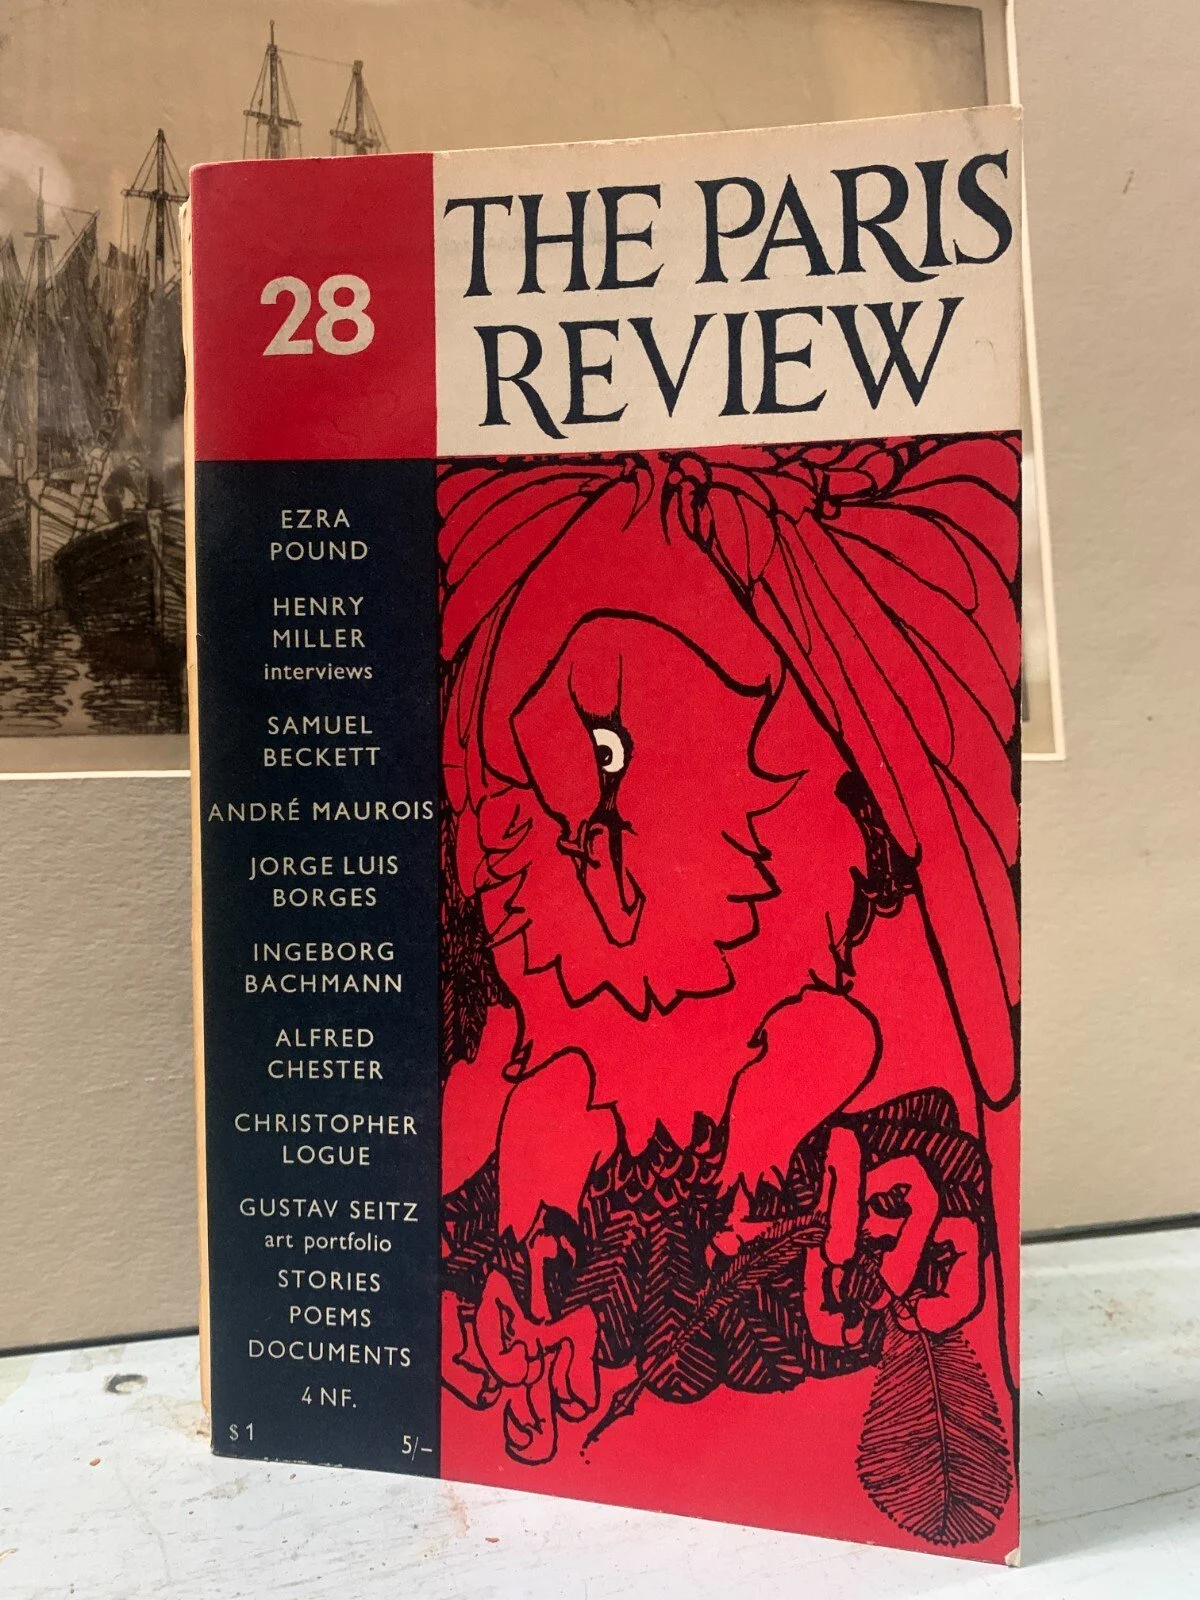 28
THE PARIS
REVIEW
EZRA
POUND
HENRY
MILLER
interviews
SAMUEL
BECKETT
ANDRÉ MAUROIS
JORGE LUIS
BORGES
INGEBORG
BACHMANN
ALFRED
CHESTER
CHRISTOPHER
LOGUE
GUSTAV SEITZ
art portfolio
STORIES
POEMS
DOCUMENTS
4 NF.
$ 1
5/–